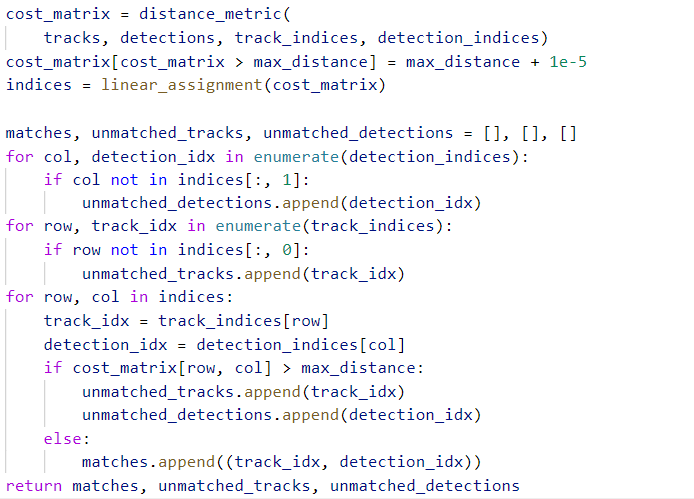 cost_matrix = distance_metric(
    tracks, detections, track_indices, detection_indices)
cost_matrix[cost_matrix > max_distance] = max_distance + 1e-5
indices = linear_assignment(cost_matrix)

matches, unmatched_tracks, unmatched_detections = [], [], []
for col, detection_idx in enumerate(detection_indices):
    if col not in indices[:, 1]:
        unmatched_detections.append(detection_idx)
for row, track_idx in enumerate(track_indices):
    if row not in indices[:, 0]:
        unmatched_tracks.append(track_idx)
for row, col in indices:
    track_idx = track_indices[row]
    detection_idx = detection_indices[col]
    if cost_matrix[row, col] > max_distance:
        unmatched_tracks.append(track_idx)
        unmatched_detections.append(detection_idx)
    else:
        matches.append((track_idx, detection_idx))
return matches, unmatched_tracks, unmatched_detections